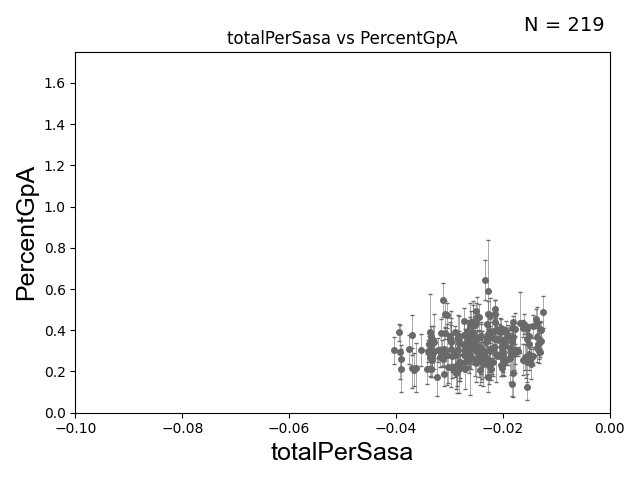 N = 219
totalPerSasa vs PercentGpA
PercentGpA
1.6
1.4
1.2
1.0
0.8
0.6
0.4
0.2
0.0
−0.10 −0.08 −0.06 −0.04 −0.02 0.00
totalPerSasa